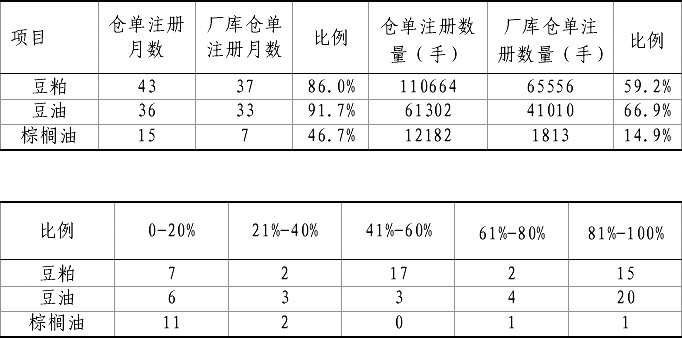 项目 仓单注册月数 厂库仓单注册月数 比例 仓单注册数量（手） 厂库仓单注册数量（手） 比例
豆粕 43 37 86.0% 110664 65556 59.2%
豆油 36 33 91.7% 61302 41010 66.9%
棕榈油 15 7 46.7% 12182 1813 14.9%
比例 0-20% 21%-40% 41%-60% 61%-80% 81%-100%
豆粕 7 2 17 2 15
豆油 6 3 3 4 20
棕榈油 11 2 0 1 1